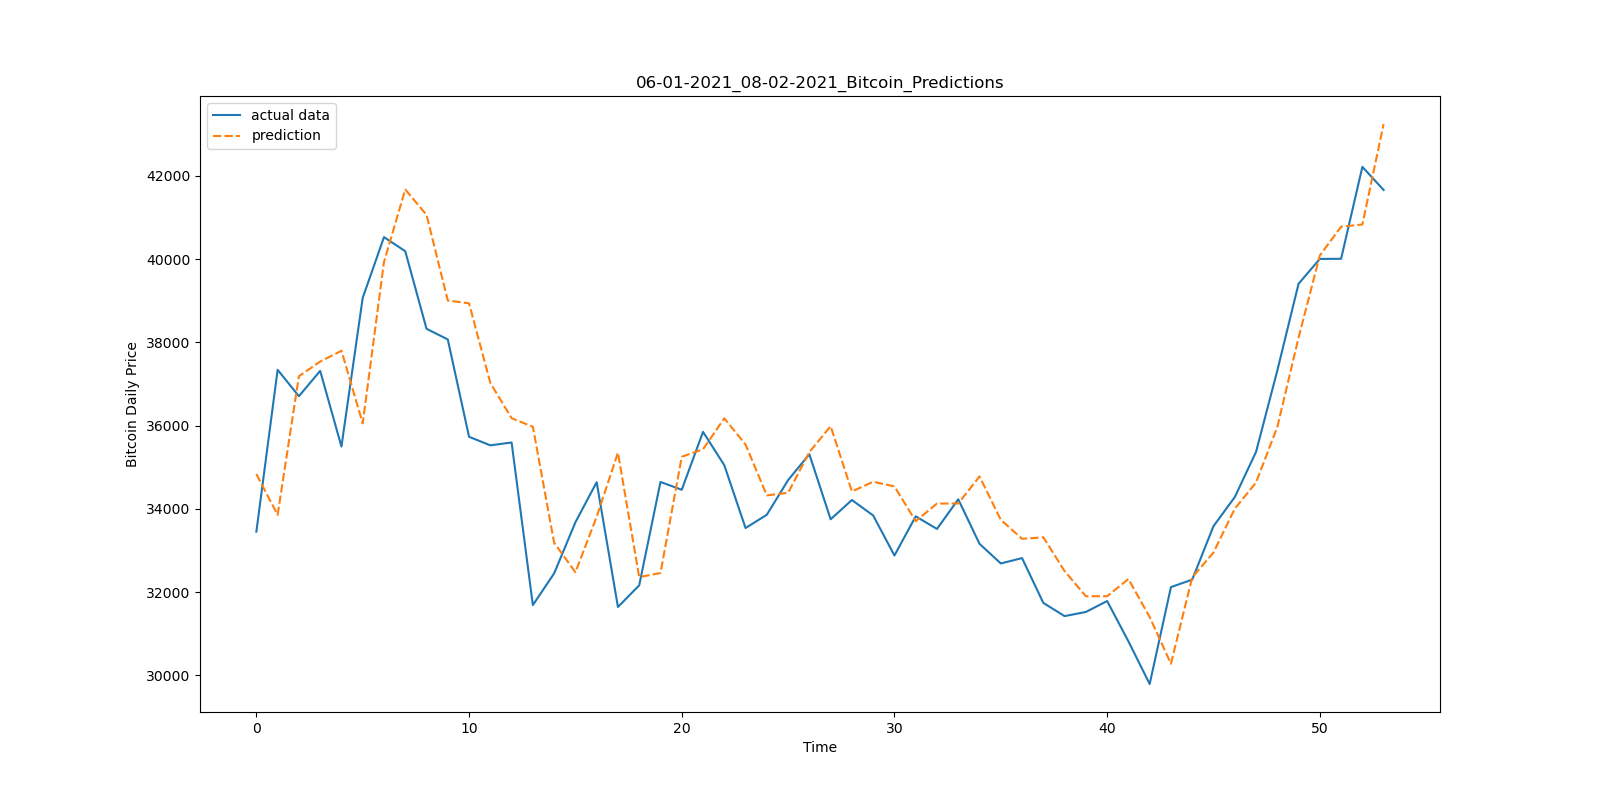 06-01-2021_08-02-2021_Bitcoin_Predictions
actual data
prediction
42000
40000
38000
36000
34000
32000
30000
Bitcoin Daily Price
0 10 20 30 40 50
Time